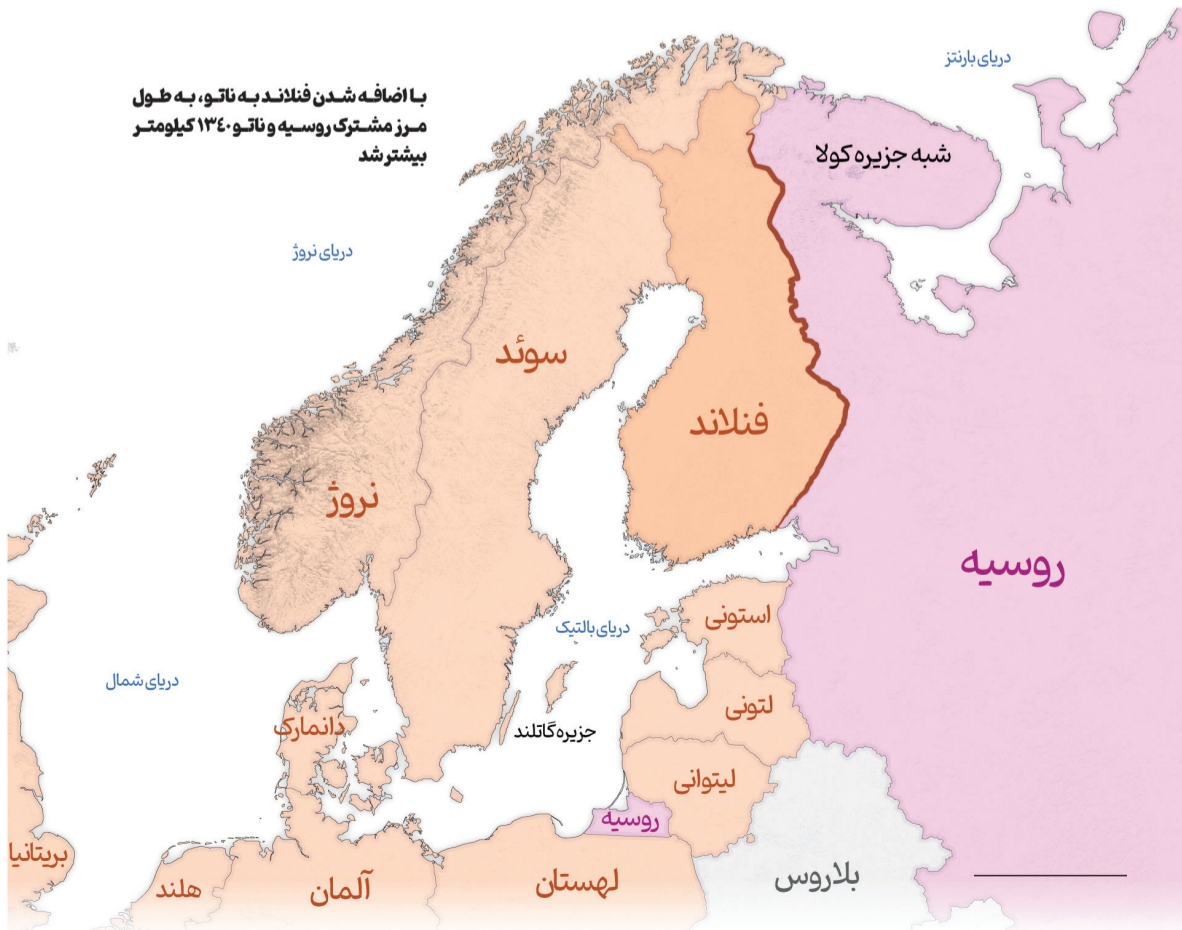 با اضافه شدن فنلاند به ناتو، به طول
مرز مشترک روسیه و ناتو ۱۳٤۰ کیلومتر
بیشتر شد
دریای بارنتز
شبه جزیره کولا
دریای نروژ
سوئد
فنلاند
نروژ
روسیه
استونی
دریای بالتیک
دریای شمال
لتونی
دانمارک
جزیره گاتلند
لیتوانی
روسیه
بریتانیا
بلاروس
لهستان
آلمان
هلند